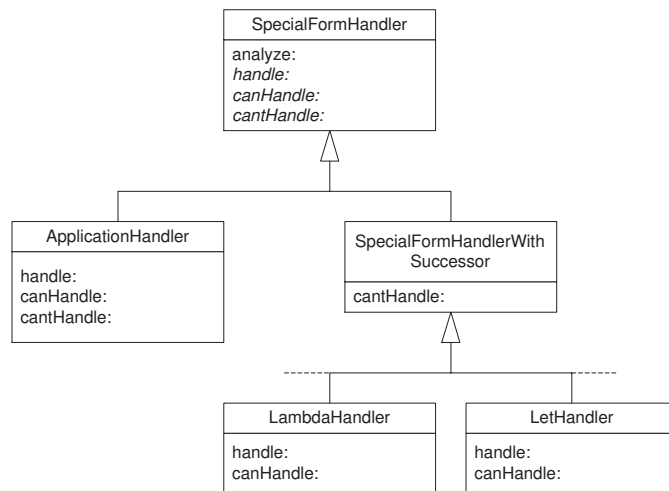 SpecialFormHandler
analyze:
handle:
canHandle:
cantHandle:
ApplicationHandler
handle:
canHandle:
cantHandle:
SpecialFormHandlerWith
Successor
cantHandle:
LambdaHandler
handle:
canHandle:
LetHandler
handle:
canHandle: